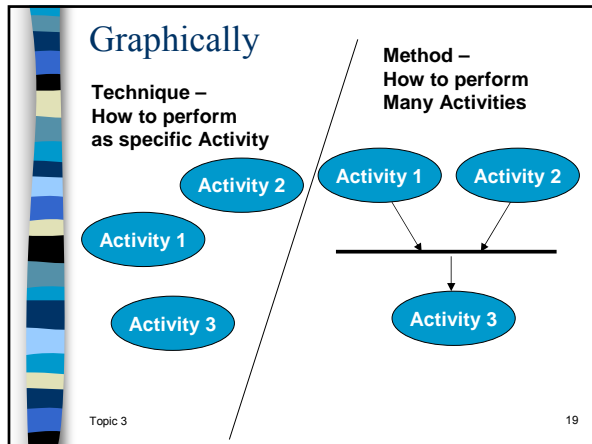 Graphically
Technique –
How to perform
as specific Activity
Activity 2
Activity 1
Activity 3
Method –
How to perform
Many Activities
Activity 1
Activity 2
Activity 3
Topic 3
19